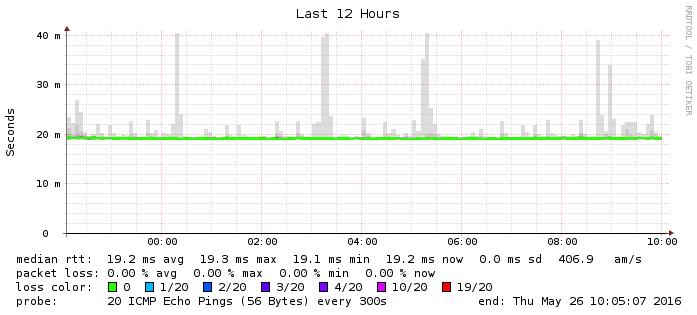 Last 12 Hours
RRDTOOL / TOBI OETIKER
Seconds
40 m
30 m
20 m
10 m
0
00:00 02:00 04:00 06:00 08:00 10:00
median rtt: 19.2 ms avg 19.3 ms max 19.1 ms min 19.2 ms now 0.0 ms sd 406.9 am/s
packet loss: 0.00 % avg 0.00 % max 0.00 % min 0.00 % now
loss color: 0 1/20 2/20 3/20 4/20 10/20 19/20
probe: 20 ICMP Echo Pings (56 Bytes) every 300s end: Thu May 26 10:05:07 2016